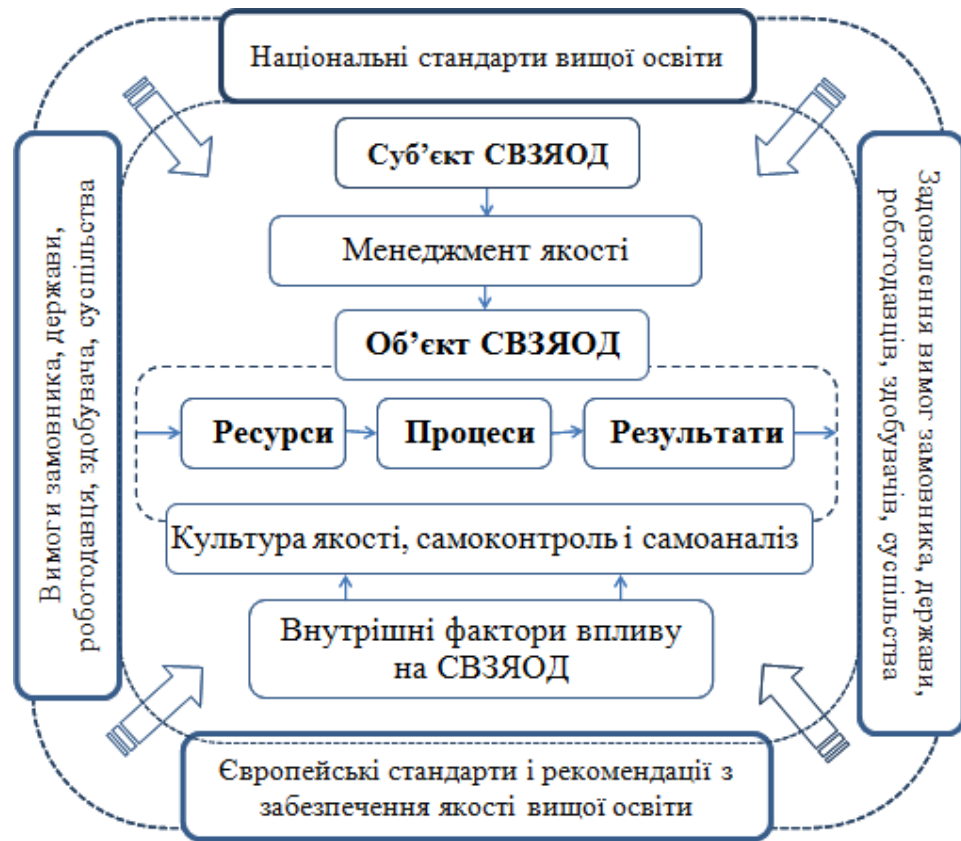 Національні стандарти вищої освіти
Вимоги замовника, держави,
роботодавця, здобувача, суспільства
Суб’єкт СВЗЯОД
Менеджмент якості
Об’єкт СВЗЯОД
Ресурси
Процеси
Результати
Культура якості, самоконтроль і самоаналіз
Внутрішні фактори впливу
на СВЗЯОД
Задоволення вимог замовника, держави,
роботодавців, здобувачів, суспільства
Європейські стандарти і рекомендації з
забезпечення якості вищої освіти